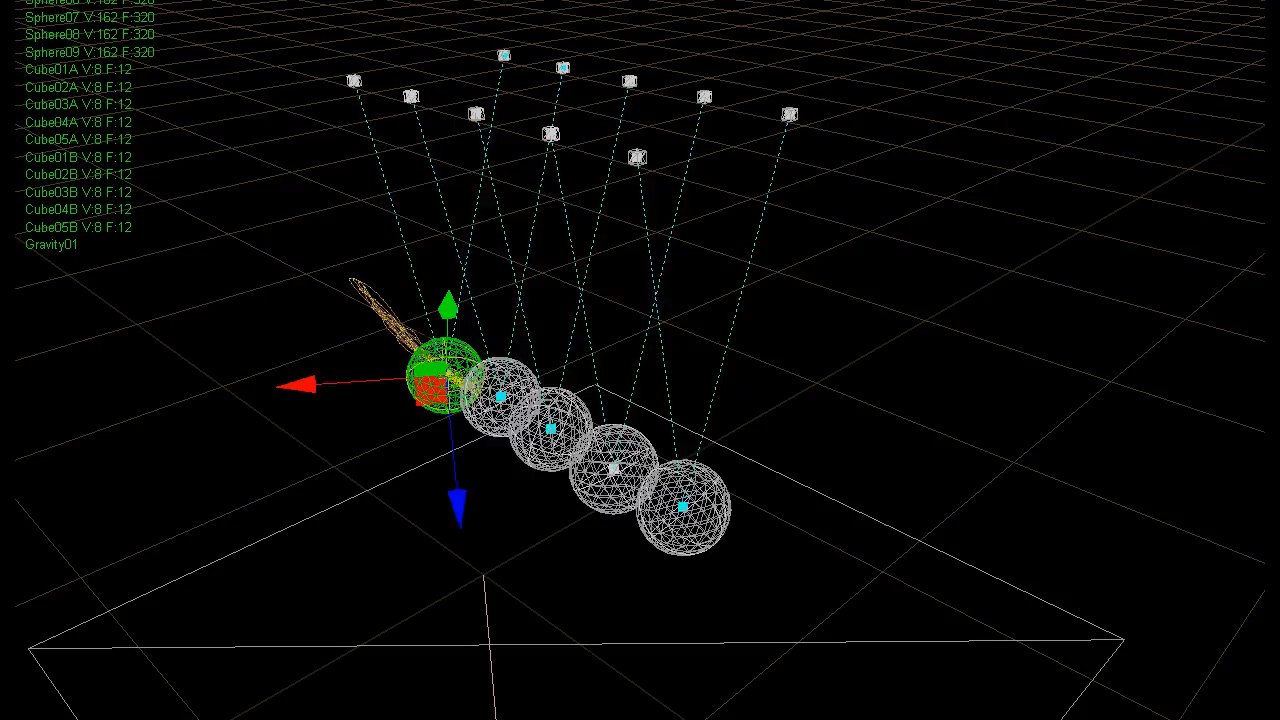 Sphere07 V:162 F:320
Sphere08 V:162 F:320
Sphere09 V:162 F:320
Cube01A V:8 F:12
Cube02A V:8 F:12
Cube03A V:8 F:12
Cube04A V:8 F:12
Cube05A V:8 F:12
Cube01B V:8 F:12
Cube02B V:8 F:12
Cube03B V:8 F:12
Cube04B V:8 F:12
Cube05B V:8 F:12
Gravity01